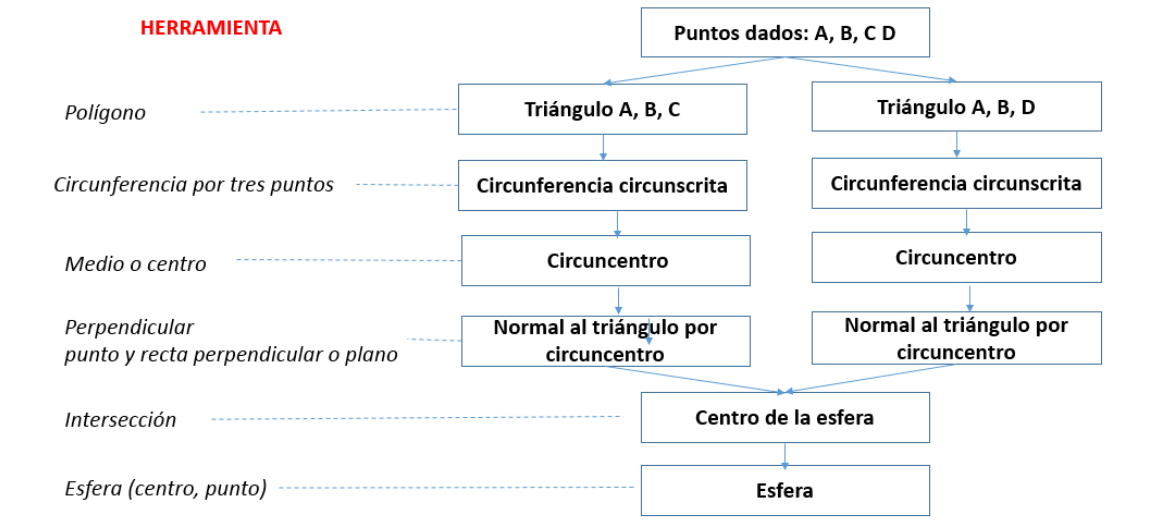 HERRAMIENTA
Puntos dados: A, B, C D
Polígono
Triángulo A, B, C
Triángulo A, B, D
Circunferencia por tres puntos
Circunferencia circunscrita
Circunferencia circunscrita
Medio o centro
Circuncentro
Circuncentro
Perpendicular
punto y recta perpendicular o plano
Normal al triángulo por
circuncentro
Normal al triángulo por
circuncentro
Intersección
Centro de la esfera
Esfera (centro, punto)
Esfera